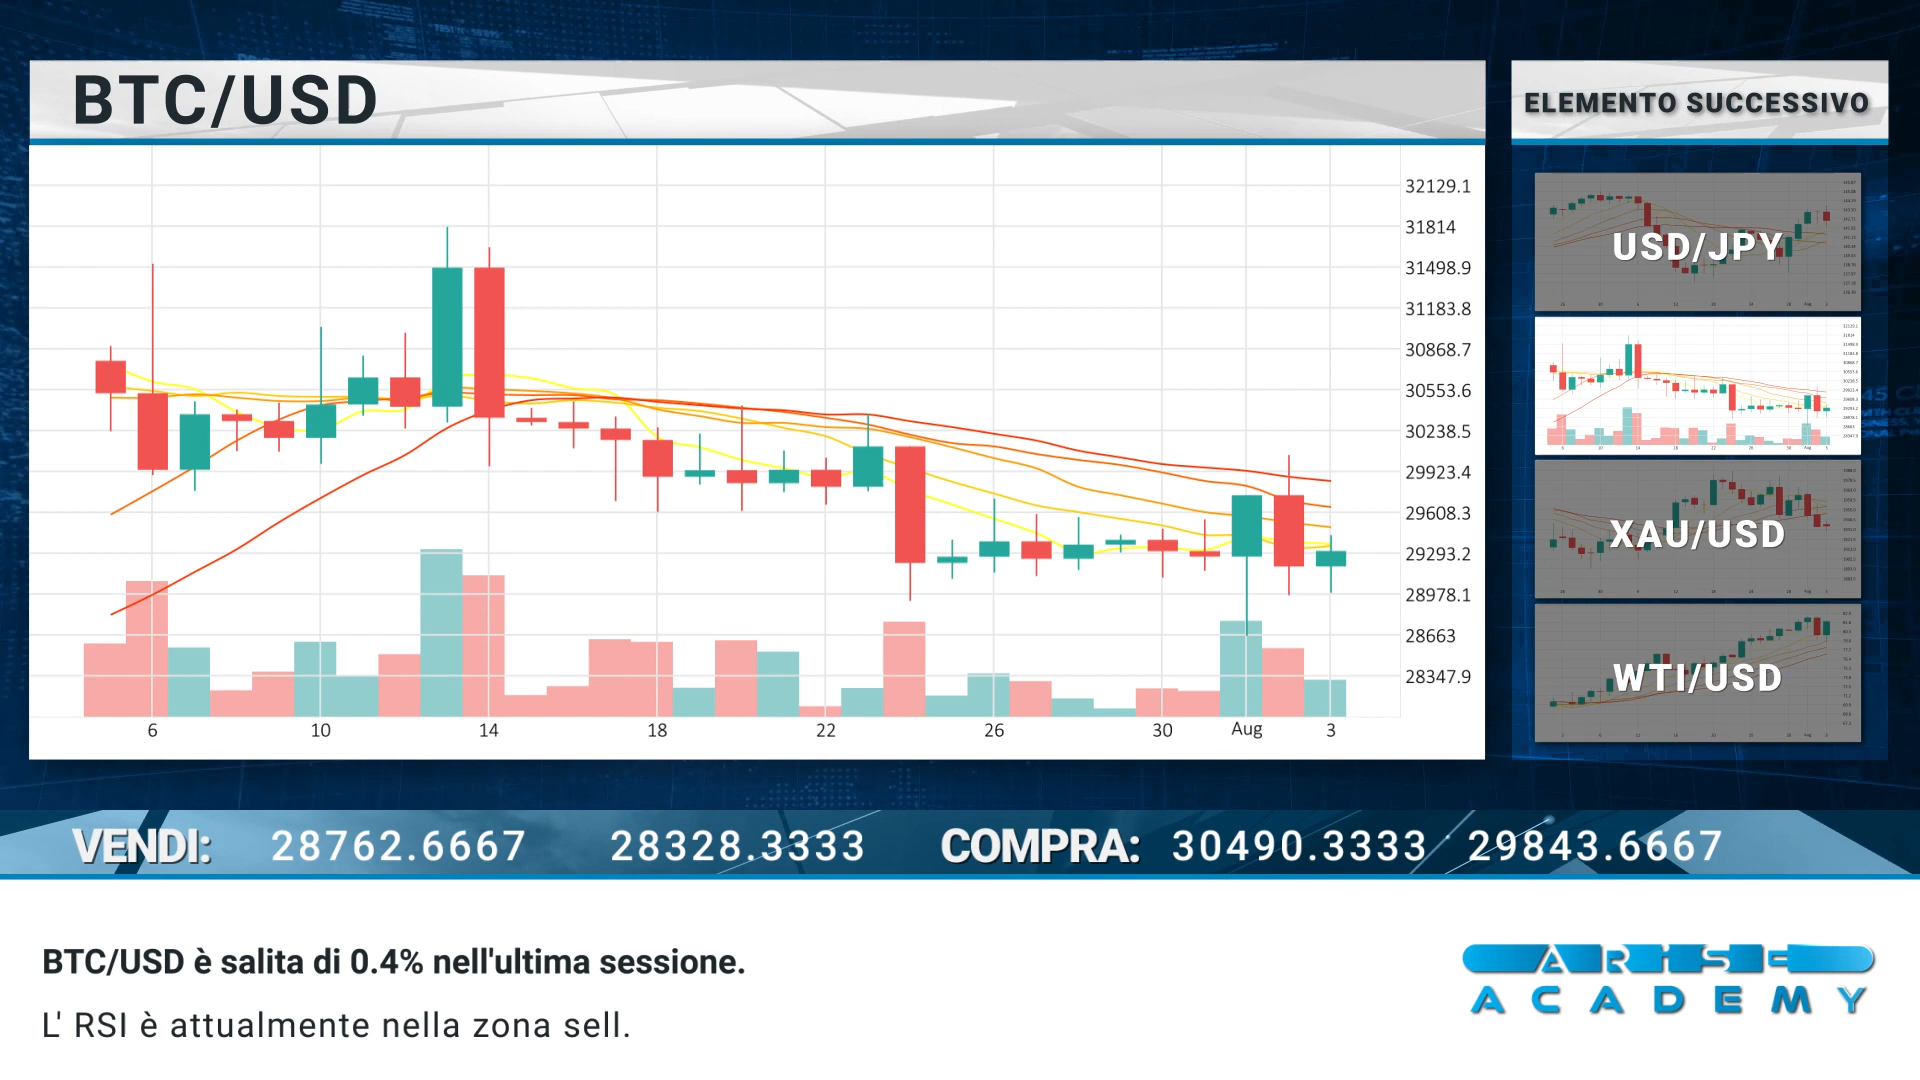 BTC/USD
ELEMENTO SUCCESSIVO
32129.1
31814
31498.9
31183.8
30868.7
30553.6
30238.5
29923.4
29608.3
29293.2
28978.1
28663
28347.9
6 10 14 18 22 26 30 Aug 3
USD/JPY
XAU/USD
WTI/USD
VENDI: 28762.6667 28328.3333 COMPRA: 30490.3333 29843.6667
BTC/USD è salita di 0.4% nell'ultima sessione.
L' RSI è attualmente nella zona sell.
ARISE
ACADEMY